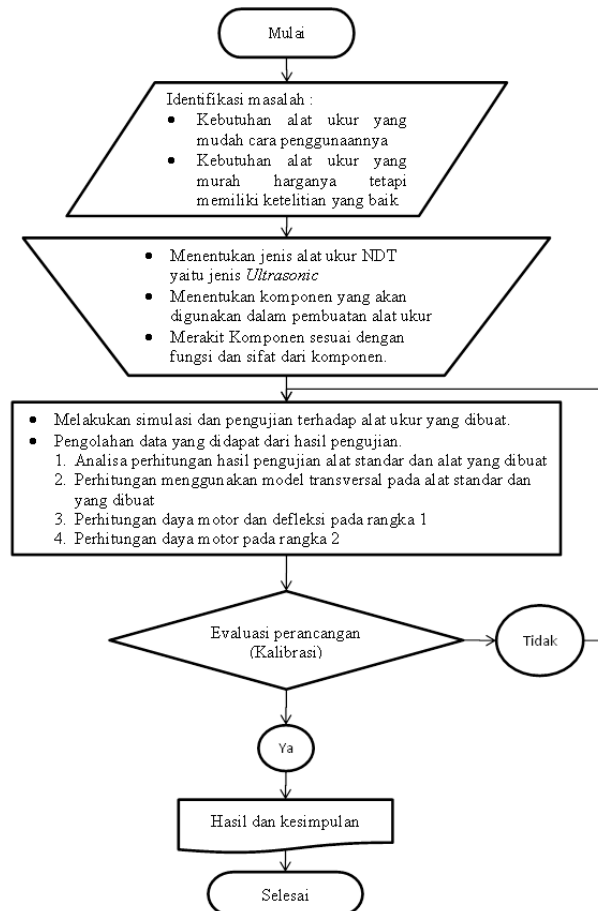 Mulai
Identifikasi masalah :
• Kebutuhan alat ukur yang
mudah cara penggunaannya
• Kebutuhan alat ukur yang
murah harganya tetapi
memiliki ketelitian yang baik
• Menentukan jenis alat ukur NDT
yaitu jenis Ultrasonic
• Menentukan komponen yang akan
digunakan dalam pembuatan alat ukur
• Merakit Komponen sesuai dengan
fungsi dan sifat dari komponen.
• Melakukan simulasi dan pengujian terhadap alat ukur yang dibuat.
• Pengolahan data yang didapat dari hasil pengujian.
1. Analisa perhitungan hasil pengujian alat standar dan alat yang dibuat
2. Perhitungan menggunakan model transversal pada alat standar dan
yang dibuat
3. Perhitungan daya motor dan defleksi pada rangka 1
4. Perhitungan daya motor pada rangka 2
Evaluasi perancangan
(Kalibrasi)
Tidak
Ya
Hasil dan kesimpulan
Selesai